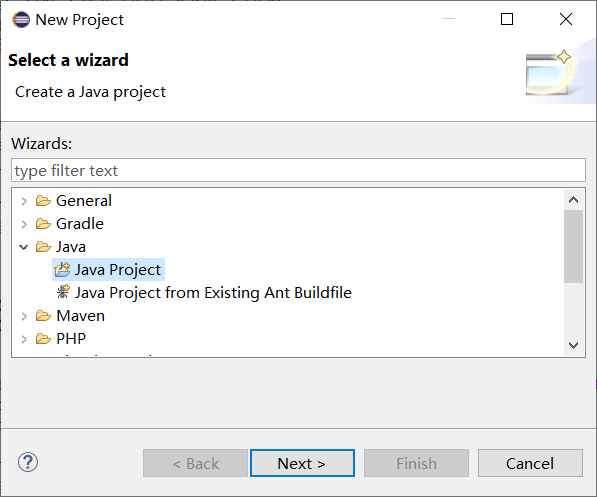 New Project
Select a wizard
Create a Java project
Wizards:
type filter text
General
Gradle
Java
Java Project
Java Project from Existing Ant Buildfile
Maven
PHP
< Back Next > Finish Cancel